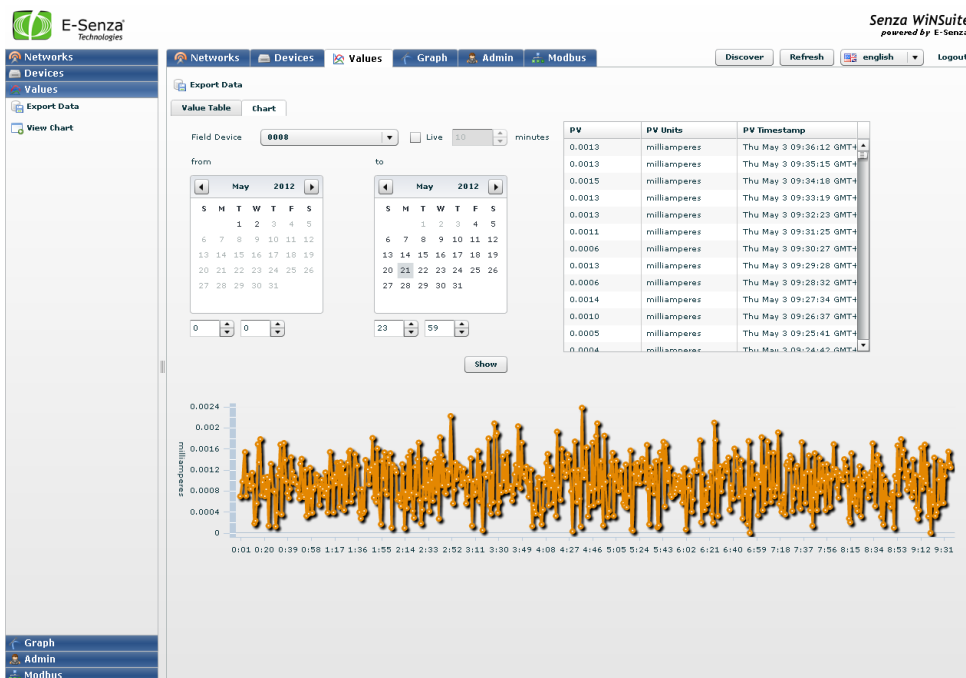 E-Senza
Technologies
Senza WiNSuite
powered by E-Senza
Networks
Devices
Values
Export Data
View Chart
Graph
Admin
Modbus
Networks Devices Values Graph Admin Modbus
Discover Refresh english Logout
Export Data
Value Table Chart
Field Device 0008 Live 10 minutes
from
May 2012
S M T W T F S
1 2 3 4 5
6 7 8 9 10 11 12
13 14 15 16 17 18 19
20 21 22 23 24 25 26
27 28 29 30 31
0 0
to
May 2012
S M T W T F S
1 2 3 4 5
6 7 8 9 10 11 12
13 14 15 16 17 18 19
20 21 22 23 24 25 26
27 28 29 30 31
23 59
Show
PV PV Units PV Timestamp
0.0013 milliamperes Thu May 3 09:36:12 GMT+
0.0013 milliamperes Thu May 3 09:35:15 GMT+
0.0015 milliamperes Thu May 3 09:34:18 GMT+
0.0013 milliamperes Thu May 3 09:33:19 GMT+
0.0013 milliamperes Thu May 3 09:32:23 GMT+
0.0011 milliamperes Thu May 3 09:31:25 GMT+
0.0006 milliamperes Thu May 3 09:30:27 GMT+
0.0013 milliamperes Thu May 3 09:29:28 GMT+
0.0006 milliamperes Thu May 3 09:28:32 GMT+
0.0014 milliamperes Thu May 3 09:27:34 GMT+
0.0010 milliamperes Thu May 3 09:26:37 GMT+
0.0005 milliamperes Thu May 3 09:25:41 GMT+
0.0004 milliamperes Thu May 3 09:24:42 GMT+
milliamperes
0.0024
0.002
0.0016
0.0012
0.0008
0.0004
0
0:01 0:20 0:39 0:58 1:17 1:36 1:55 2:14 2:33 2:52 3:11 3:30 3:49 4:08 4:27 4:46 5:05 5:24 5:43 6:02 6:21 6:40 6:59 7:18 7:37 7:56 8:15 8:34 8:53 9:12 9:31